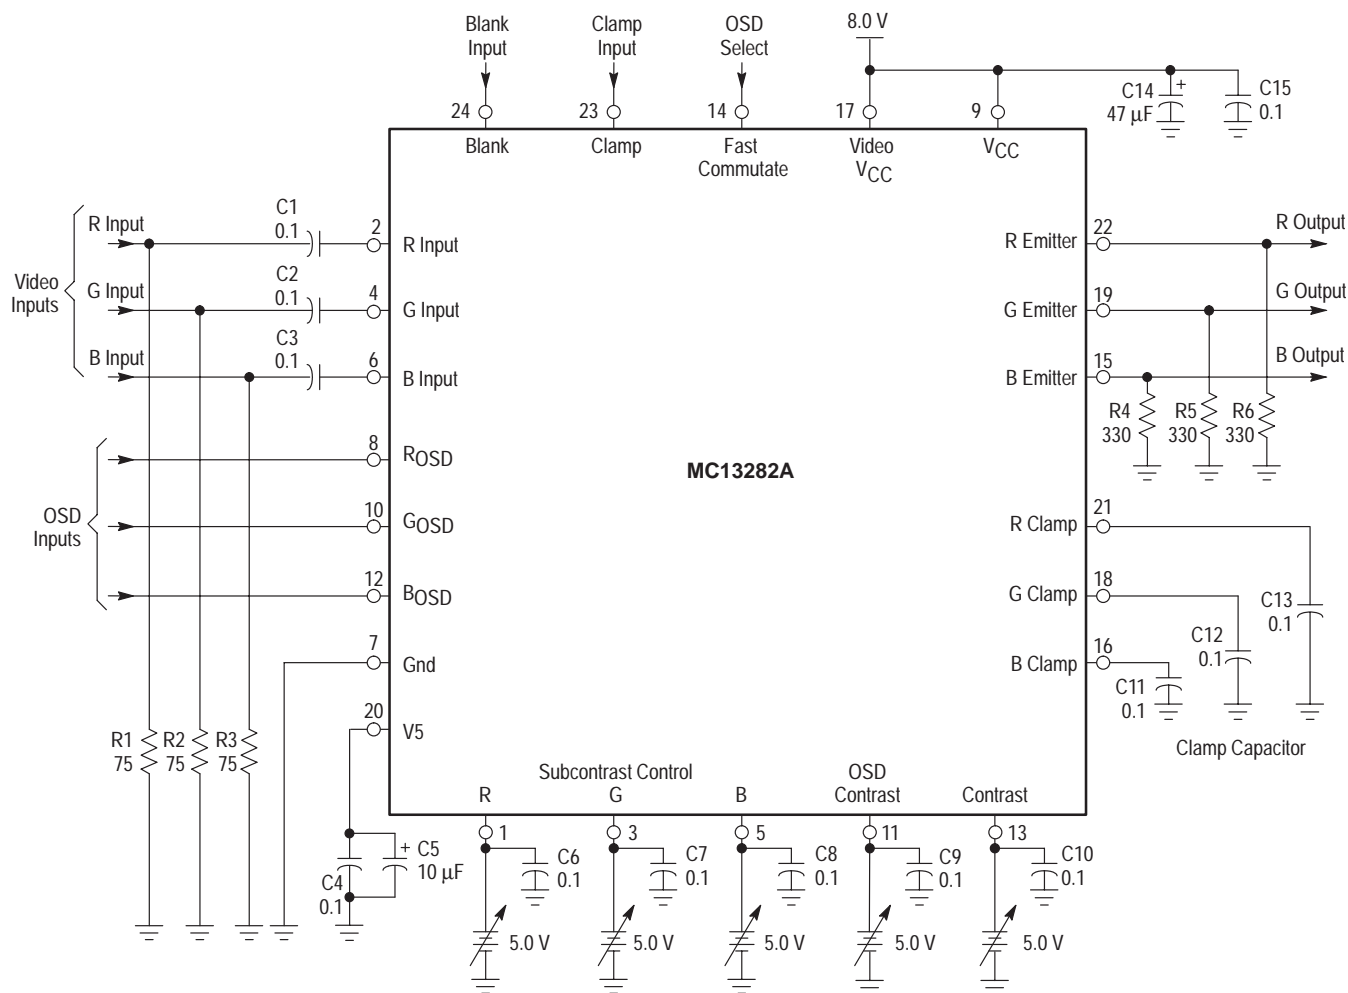 Blank
Input
Clamp
Input
OSD
Select
8.0 V
24
23
14
17
9
C14
+
47 µF
C15
0.1
Blank
Clamp
Fast
Commutate
Video
VCC
VCC
Video
Inputs
R Input
C1
0.1
2
R Input
G Input
C2
0.1
4
G Input
B Input
C3
0.1
6
B Input
R Emitter
22
R Output
G Emitter
19
G Output
B Emitter
15
B Output
R4
330
R5
330
R6
330
OSD
Inputs
8
ROSD
10
GOSD
12
BOSD
MC13282A
7
Gnd
20
V5
R Clamp
21
G Clamp
18
B Clamp
16
C13
0.1
C12
0.1
C11
0.1
Clamp Capacitor
R1
75
R2
75
R3
75
Subcontrast Control
R
G
B
OSD
Contrast
Contrast
1
3
5
11
13
C4
0.1
+
C5
10 µF
C6
0.1
C7
0.1
C8
0.1
C9
0.1
C10
0.1
5.0 V
5.0 V
5.0 V
5.0 V
5.0 V